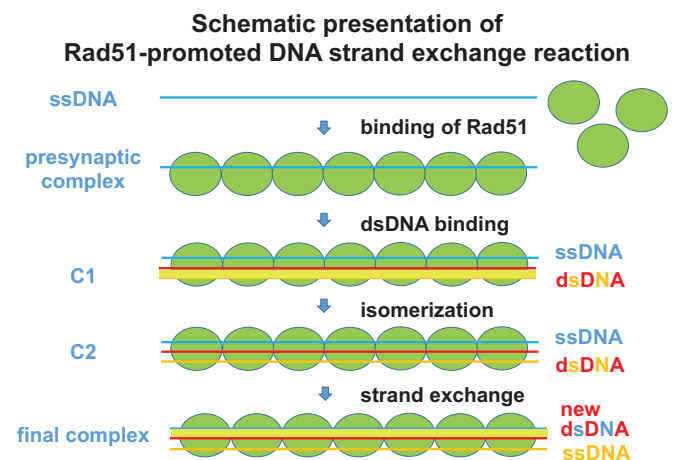 Schematic presentation of
Rad51-promoted DNA strand exchange reaction
ssDNA
binding of Rad51
presynaptic
complex
dsDNA binding
C1
ssDNA
dsDNA
isomerization
C2
ssDNA
dsDNA
strand exchange
final complex
new
dsDNA
ssDNA